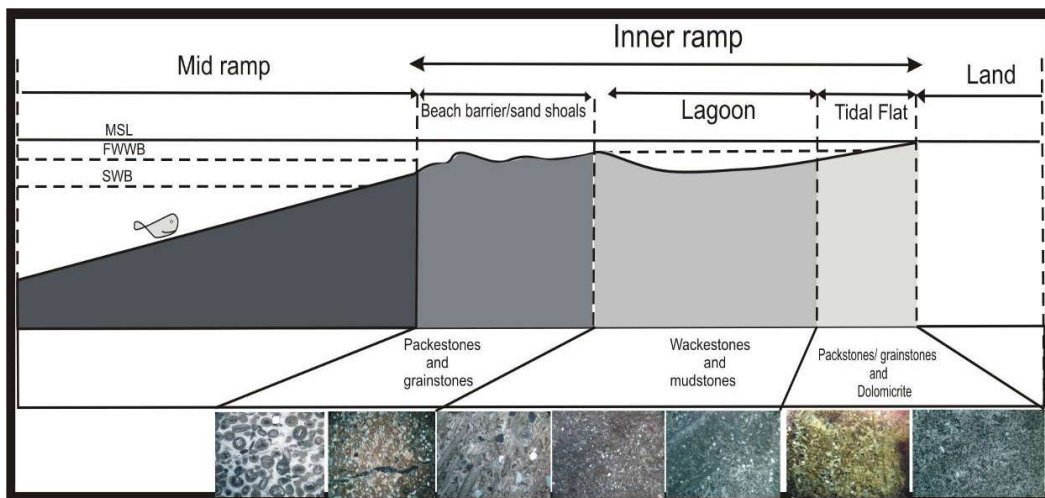 Inner ramp
Mid ramp
Land
Beach barrier/sand shoals
Lagoon
Tidal Flat
MSL
FWWB
SWB
Packestones
and
grainstones
Wackestones
and
mudstones
Packstones/ grainstones
and
Dolomicrite